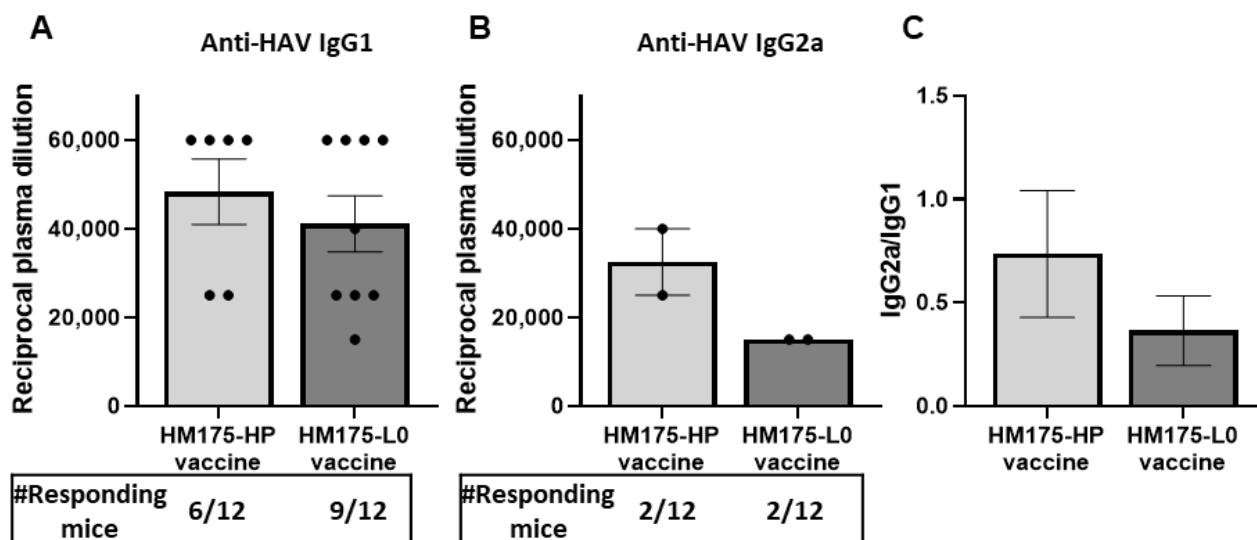 A
Anti-HAV IgG1
Reciprocal plasma dilution
60,000
40,000
20,000
0
HM175-HP
vaccine
HM175-L0
vaccine
#Responding
mice
6/12
9/12
B
Anti-HAV IgG2a
Reciprocal plasma dilution
60,000
40,000
20,000
0
HM175-HP
vaccine
HM175-L0
vaccine
#Responding
mice
2/12
2/12
C
IgG2a/IgG1
1.5
1.0
0.5
0.0
HM175-HP
vaccine
HM175-L0
vaccine